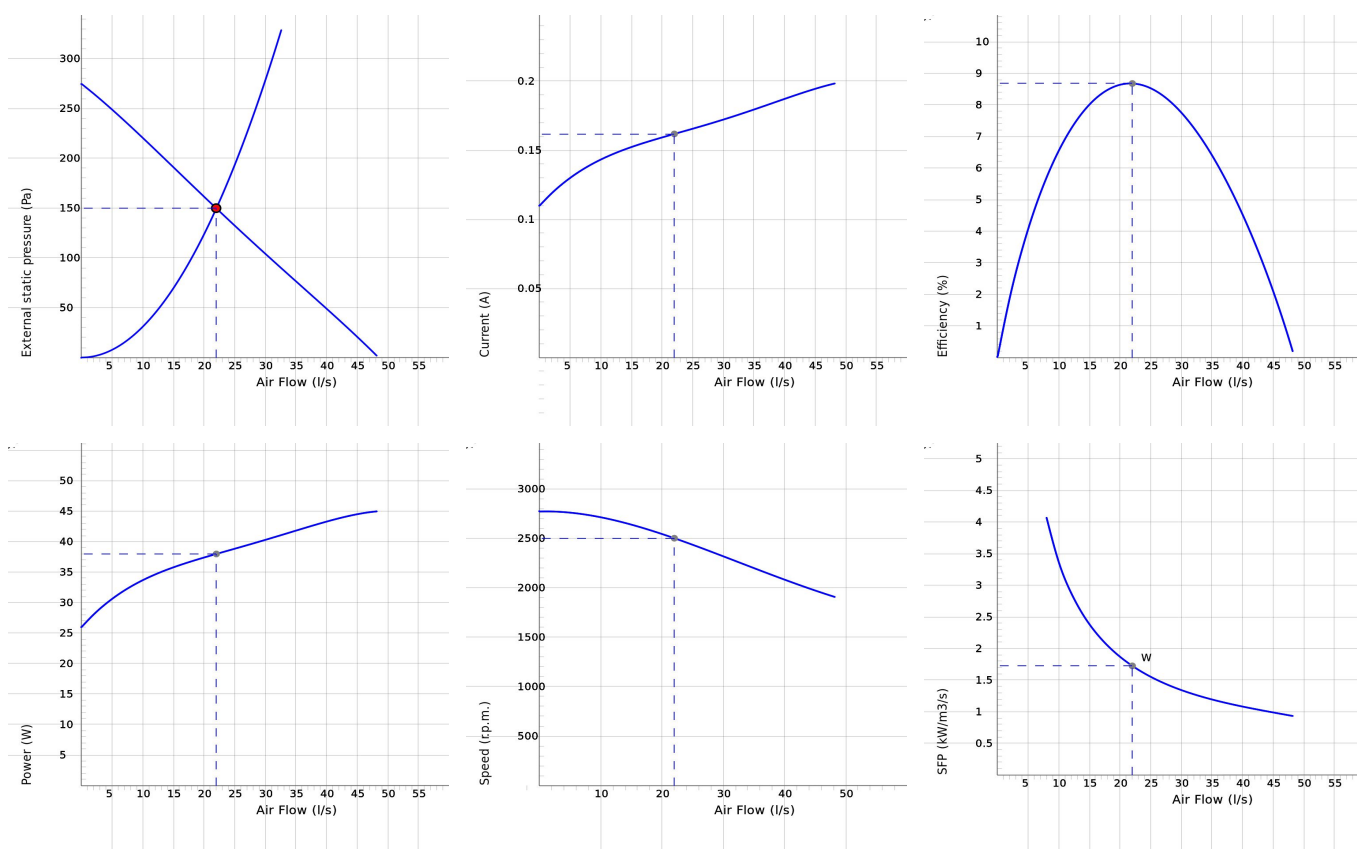 External static pressure (Pa)
300
250
200
150
100
50
5 10 15 20 25 30 35 40 45 50 55
Air Flow (l/s)
Current (A)
0.2
0.15
0.1
0.05
5 10 15 20 25 30 35 40 45 50 55
Air Flow (l/s)
Efficiency (%)
10
9
8
7
6
5
4
3
2
1
5 10 15 20 25 30 35 40 45 50 55
Air Flow (l/s)
Power (W)
50
45
40
35
30
25
20
15
10
5
5 10 15 20 25 30 35 40 45 50 55
Air Flow (l/s)
Speed (r.p.m.)
3000
2500
2000
1500
1000
500
10 20 30 40 50
Air Flow (l/s)
SFP (kW/m3/s)
5
4.5
4
3.5
3
2.5
2
1.5
1
0.5
W
5 10 15 20 25 30 35 40 45 50 55
Air Flow (l/s)